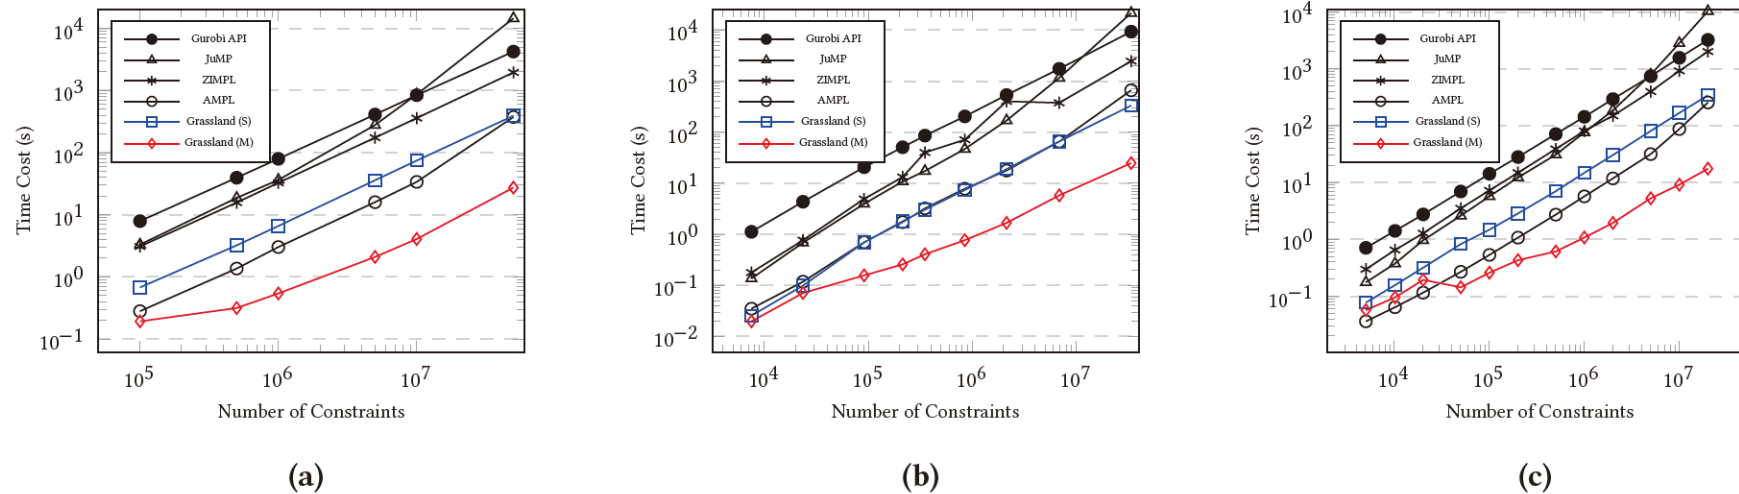 10^4
10^3
10^2
10^1
10^0
10^−1
Time Cost (s)
Gurobi API
JuMP
ZIMPL
AMPL
Grassland (S)
Grassland (M)
10^5 10^6 10^7
Number of Constraints
(a)
10^4
10^3
10^2
10^1
10^0
10^−1
10^−2
Time Cost (s)
Gurobi API
JuMP
ZIMPL
AMPL
Grassland (S)
Grassland (M)
10^4 10^5 10^6 10^7
Number of Constraints
(b)
10^4
10^3
10^2
10^1
10^0
10^−1
Time Cost (s)
Gurobi API
JuMP
ZIMPL
AMPL
Grassland (S)
Grassland (M)
10^4 10^5 10^6 10^7
Number of Constraints
(c)